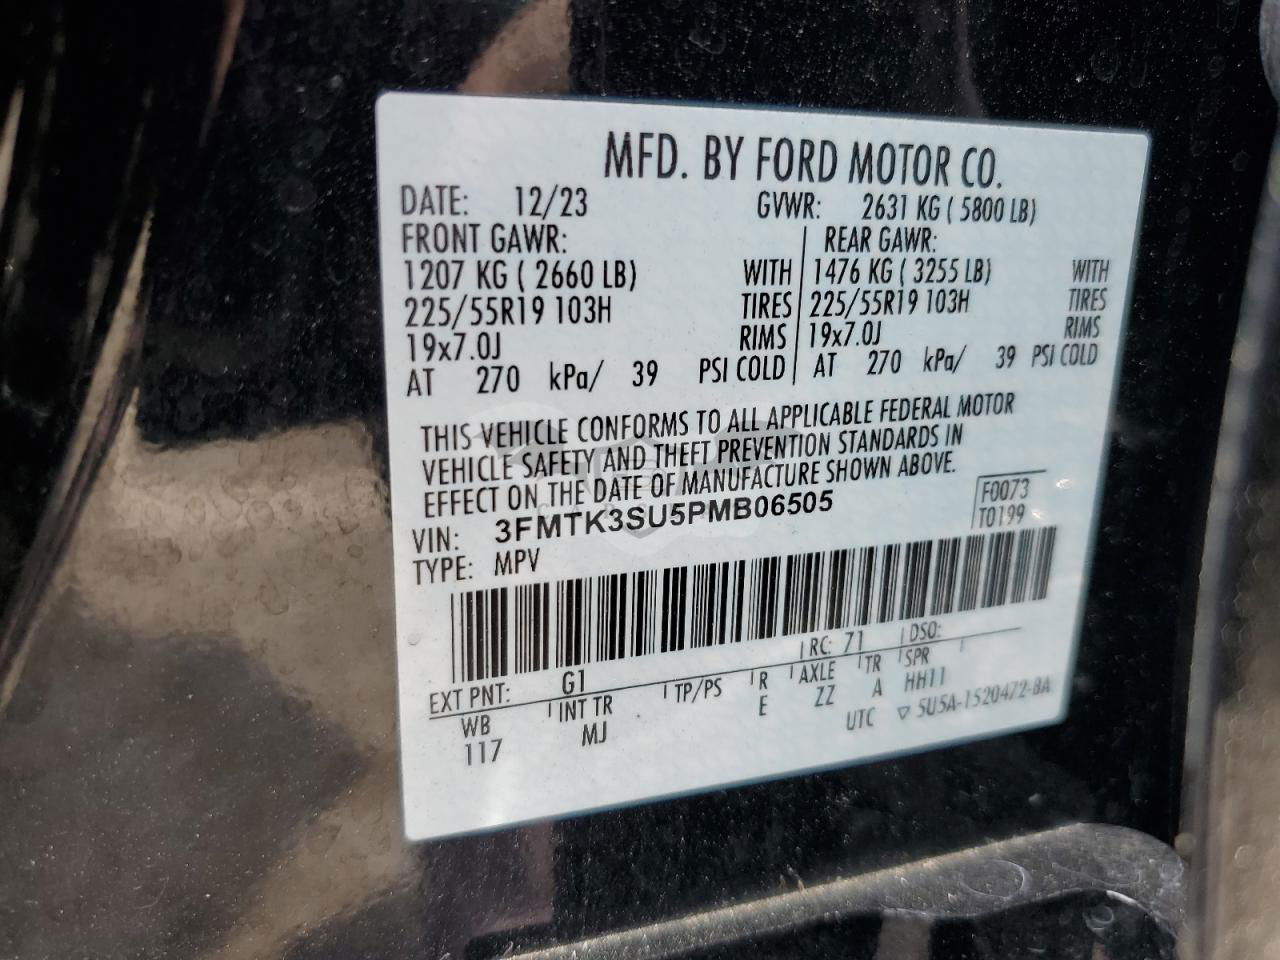 MFD. BY FORD MOTOR CO.
DATE: 12/23 GVWR: 2631 KG ( 5800 LB)
FRONT GAWR: REAR GAWR:
1207 KG ( 2660 LB) WITH 1476 KG ( 3255 LB) WITH
225/55R19 103H TIRES 225/55R19 103H TIRES
19x7.0J RIMS 19x7.0J RIMS
AT 270 kPa/ 39 PSI COLD AT 270 kPa/ 39 PSI COLD
THIS VEHICLE CONFORMS TO ALL APPLICABLE FEDERAL MOTOR
VEHICLE SAFETY AND THEFT PREVENTION STANDARDS IN
EFFECT ON THE DATE OF MANUFACTURE SHOWN ABOVE.
F0073
VIN: 3FMTK3SU5PMB06505 T0199
TYPE: MPV
EXT PNT: G1 RC: 71 DSO:
WB INT TR TP/PS R AXLE TR SPR
117 MJ E ZZ A HH11
UTC ▽ 5U5A-1520472-BA